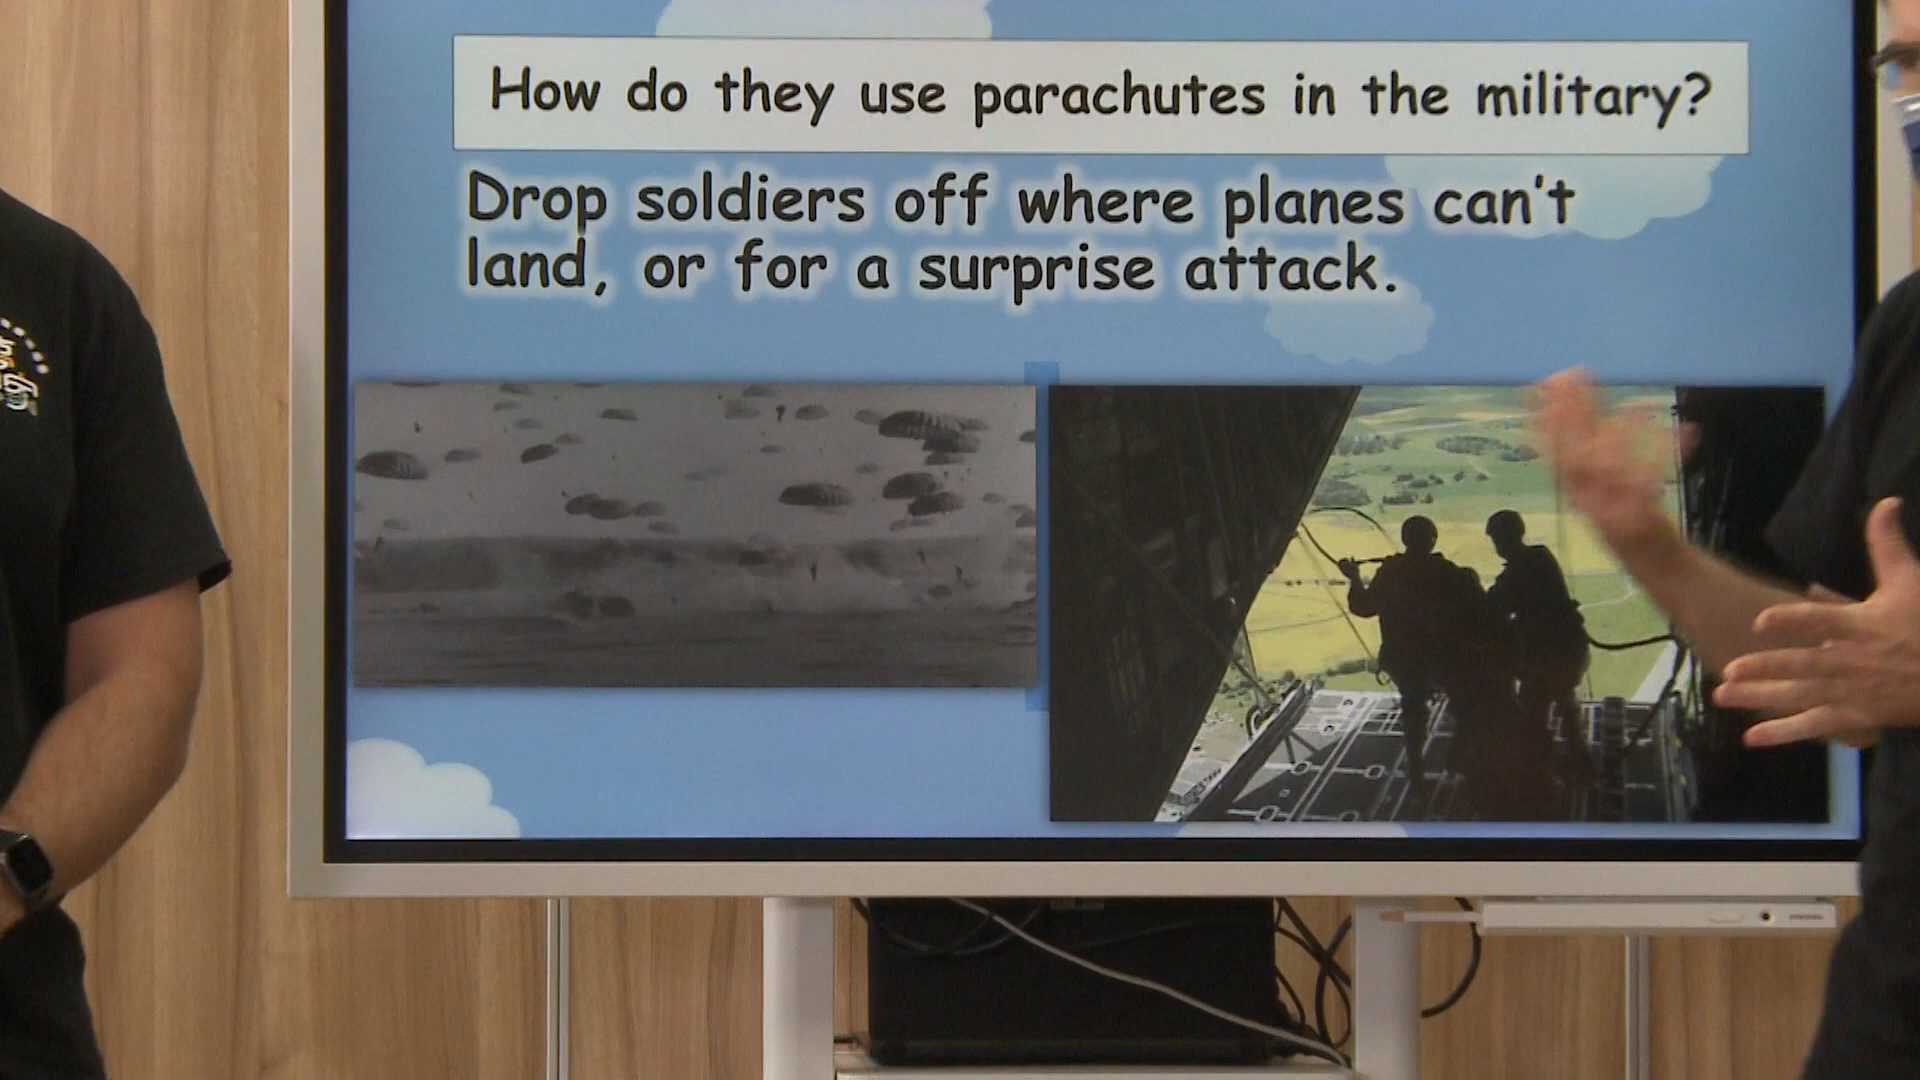 How do they use parachutes in the military?
Drop soldiers off where planes can't
land, or for a surprise attack.